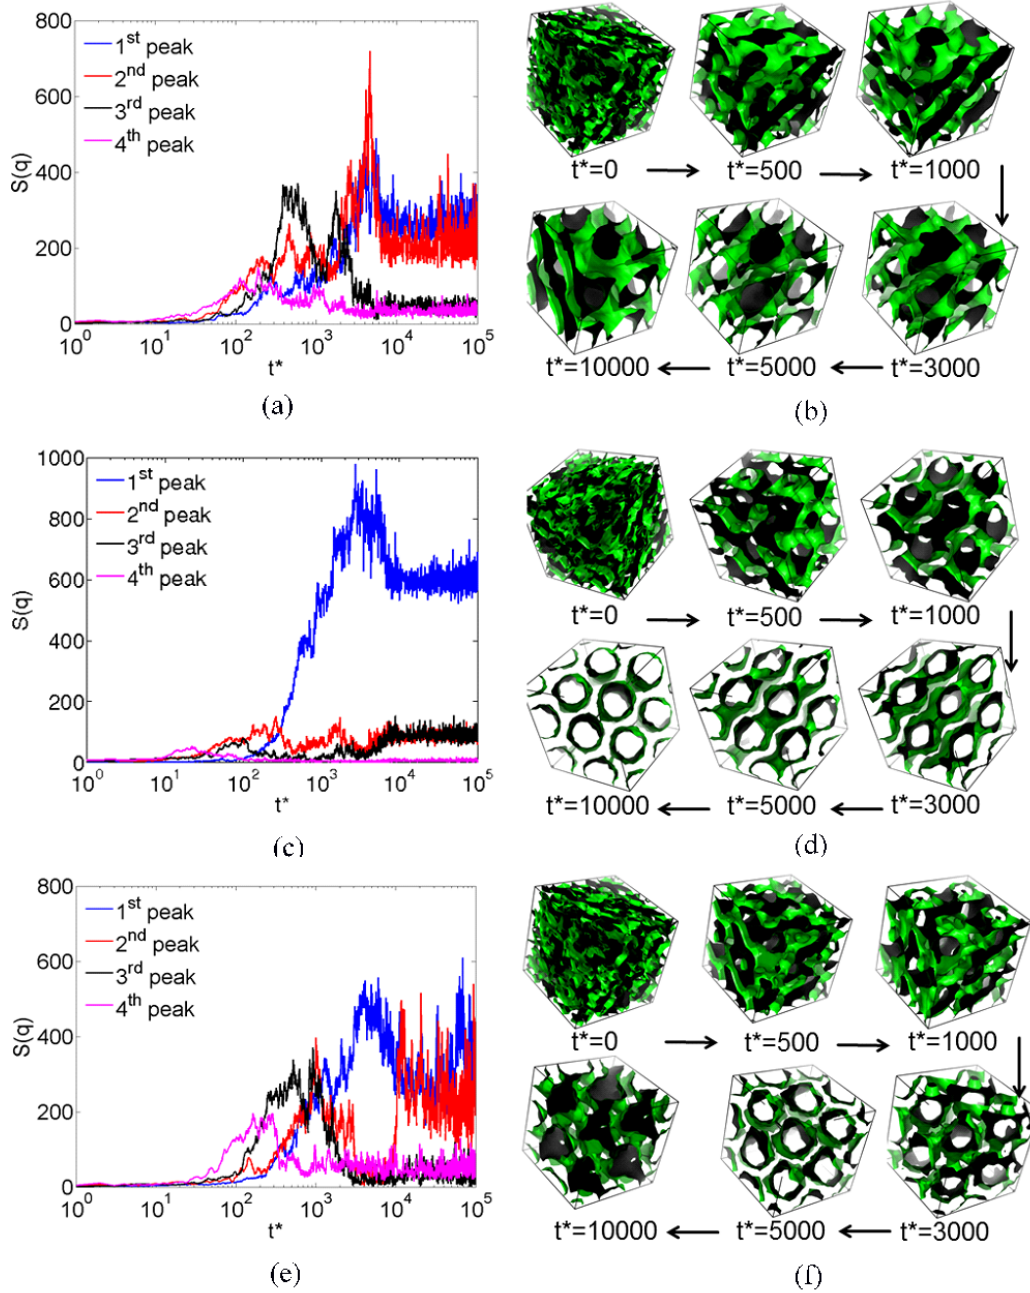 800
600
400
200
0
S(q)
1st peak
2nd peak
3rd peak
4th peak
10^0 10^1 10^2 10^3 10^4 10^5
t*
(a)
t*=0 t*=500 t*=1000
t*=10000 t*=5000 t*=3000
(b)
1000
800
600
400
200
0
S(q)
1st peak
2nd peak
3rd peak
4th peak
10^0 10^1 10^2 10^3 10^4 10^5
t*
(c)
t*=0 t*=500 t*=1000
t*=10000 t*=5000 t*=3000
(d)
800
600
400
200
0
S(q)
1st peak
2nd peak
3rd peak
4th peak
10^0 10^1 10^2 10^3 10^4 10^5
t*
(e)
t*=0 t*=500 t*=1000
t*=10000 t*=5000 t*=3000
(f)